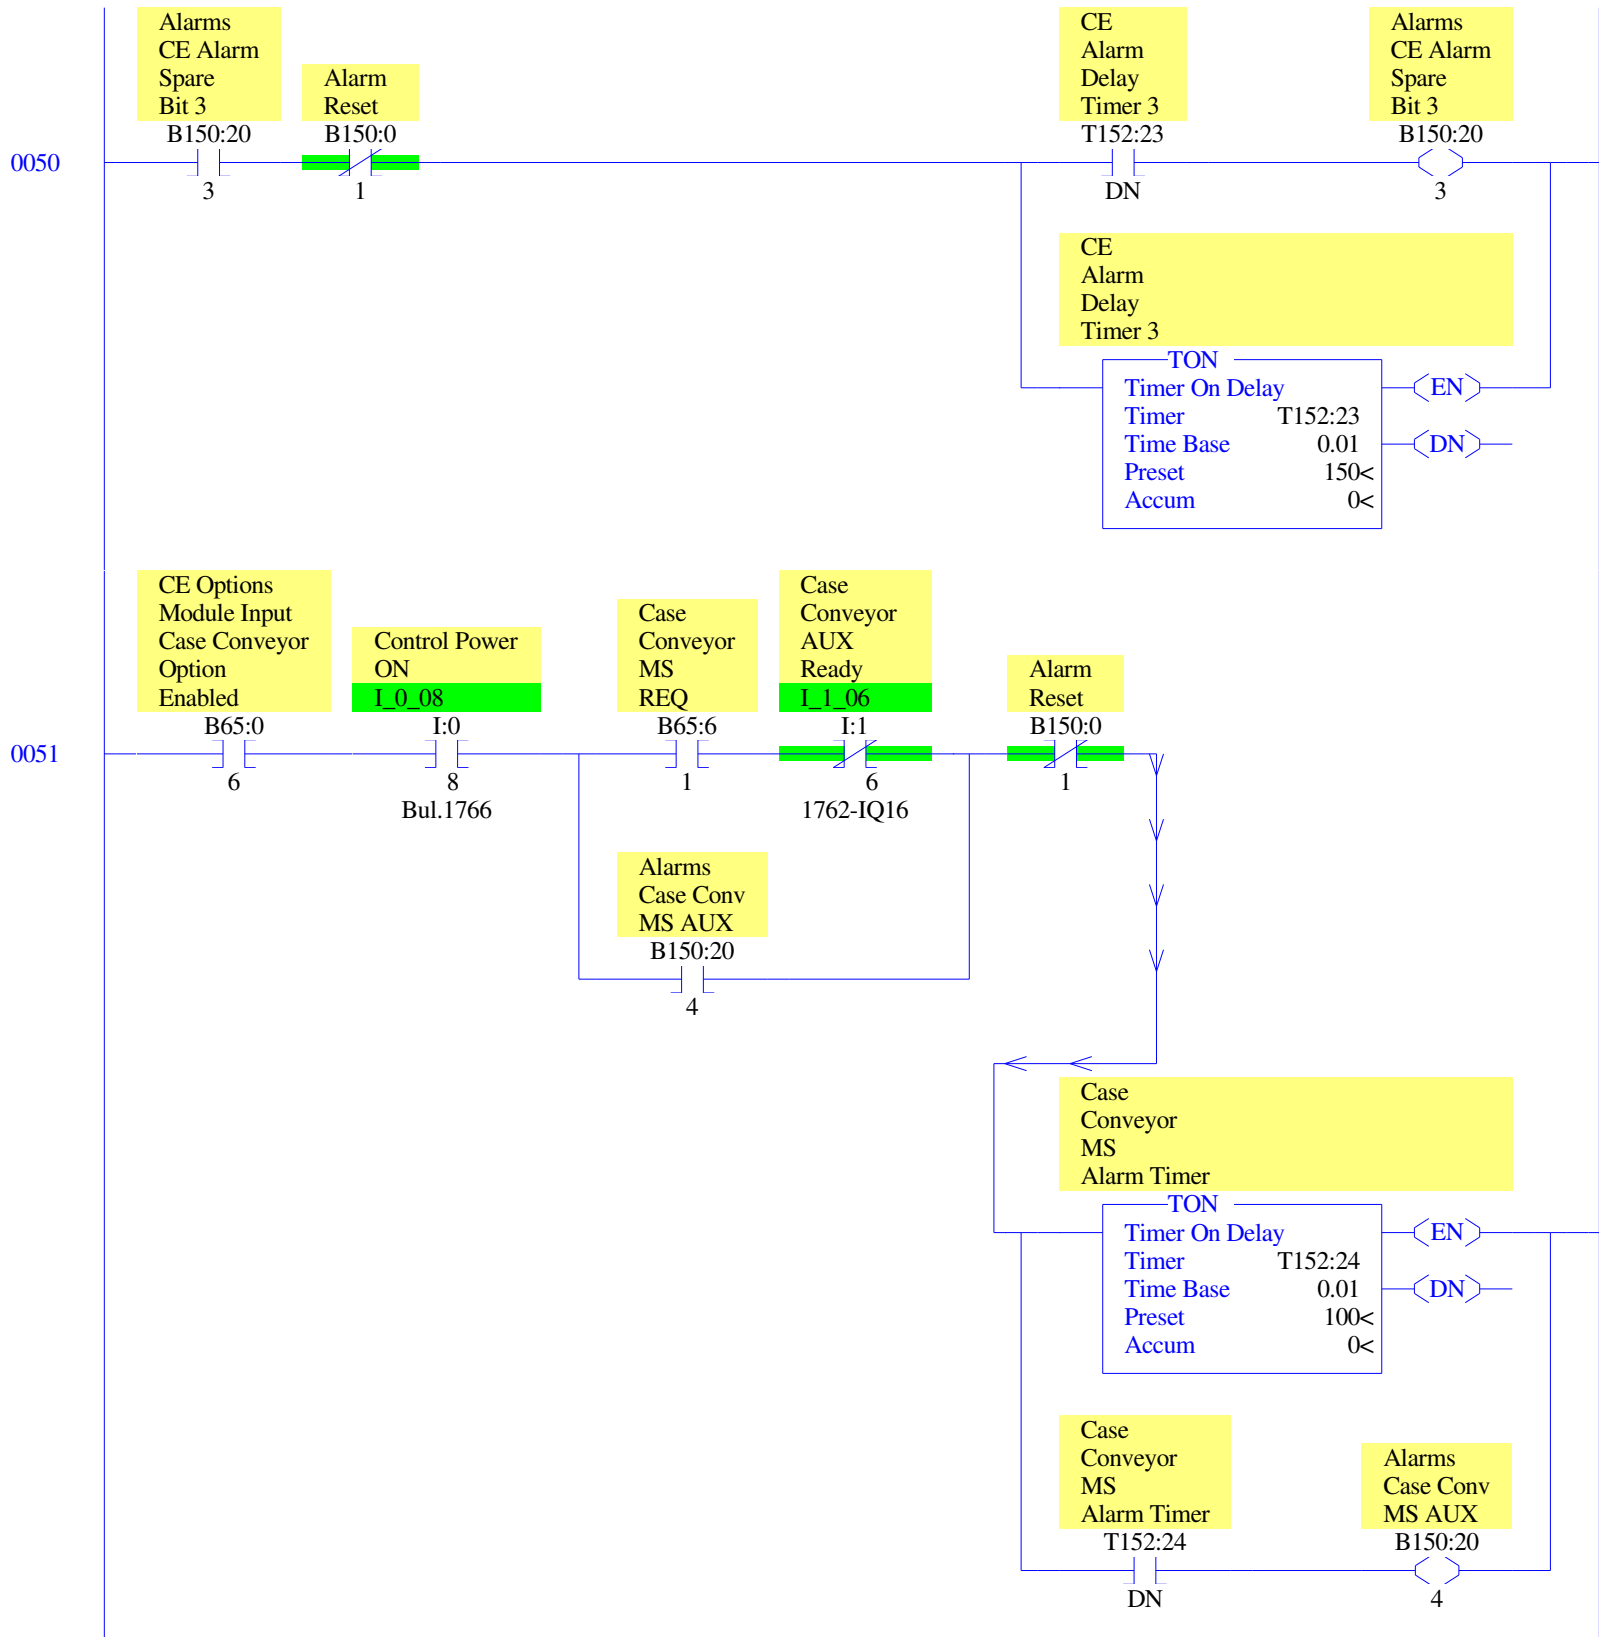 Alarms
CE Alarm
Spare
Bit 3
B150:20
3
Alarm
Reset
B150:0
1
CE
Alarm
Delay
Timer 3
T152:23
DN
Alarms
CE Alarm
Spare
Bit 3
B150:20
3
0050
CE
Alarm
Delay
Timer 3
TON
Timer On Delay
Timer T152:23
Time Base 0.01
Preset 150<
Accum 0<
EN
DN
CE Options
Module Input
Case Conveyor
Option
Enabled
B65:0
6
Control Power
ON
I_0_08
I:0
8
Bul.1766
Case
Conveyor
MS
REQ
B65:6
1
Case
Conveyor
AUX
Ready
I_1_06
I:1
6
1762-IQ16
Alarm
Reset
B150:0
1
0051
Alarms
Case Conv
MS AUX
B150:20
4
Case
Conveyor
MS
Alarm Timer
TON
Timer On Delay
Timer T152:24
Time Base 0.01
Preset 100<
Accum 0<
EN
DN
Case
Conveyor
MS
Alarm Timer
T152:24
DN
Alarms
Case Conv
MS AUX
B150:20
4